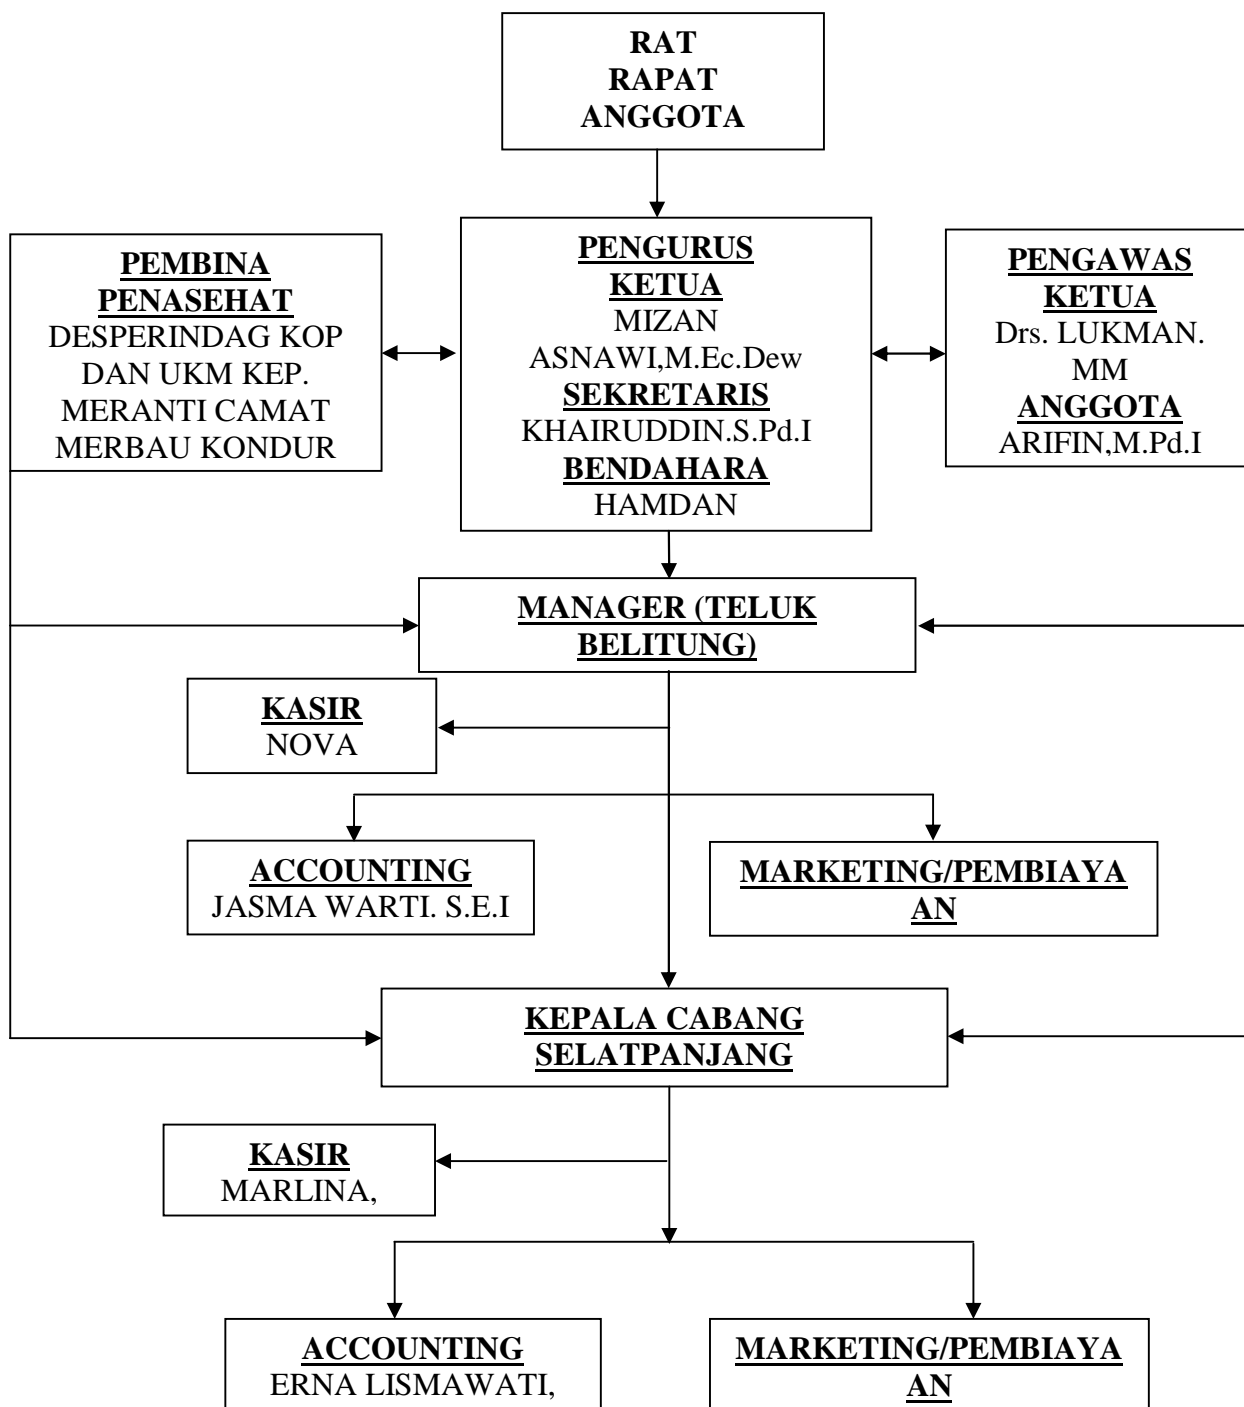 RAT
RAPAT
ANGGOTA
PEMBINA
PENASEHAT
DESPERINDAG KOP
DAN UKM KEP.
MERANTI CAMAT
MERBAU KONDUR
PENGURUS
KETUA
MIZAN
ASNAWI,M.Ec.Dew
SEKRETARIS
KHAIRUDDIN.S.Pd.I
BENDAHARA
HAMDAN
PENGAWAS
KETUA
Drs. LUKMAN.
MM
ANGGOTA
ARIFIN,M.Pd.I
MANAGER (TELUK
BELITUNG)
KASIR
NOVA
ACCOUNTING
JASMA WARTI. S.E.I
MARKETING/PEMBIAYA
AN
KEPALA CABANG
SELATPANJANG
KASIR
MARLINA,
ACCOUNTING
ERNA LISMAWATI,
MARKETING/PEMBIAYA
AN